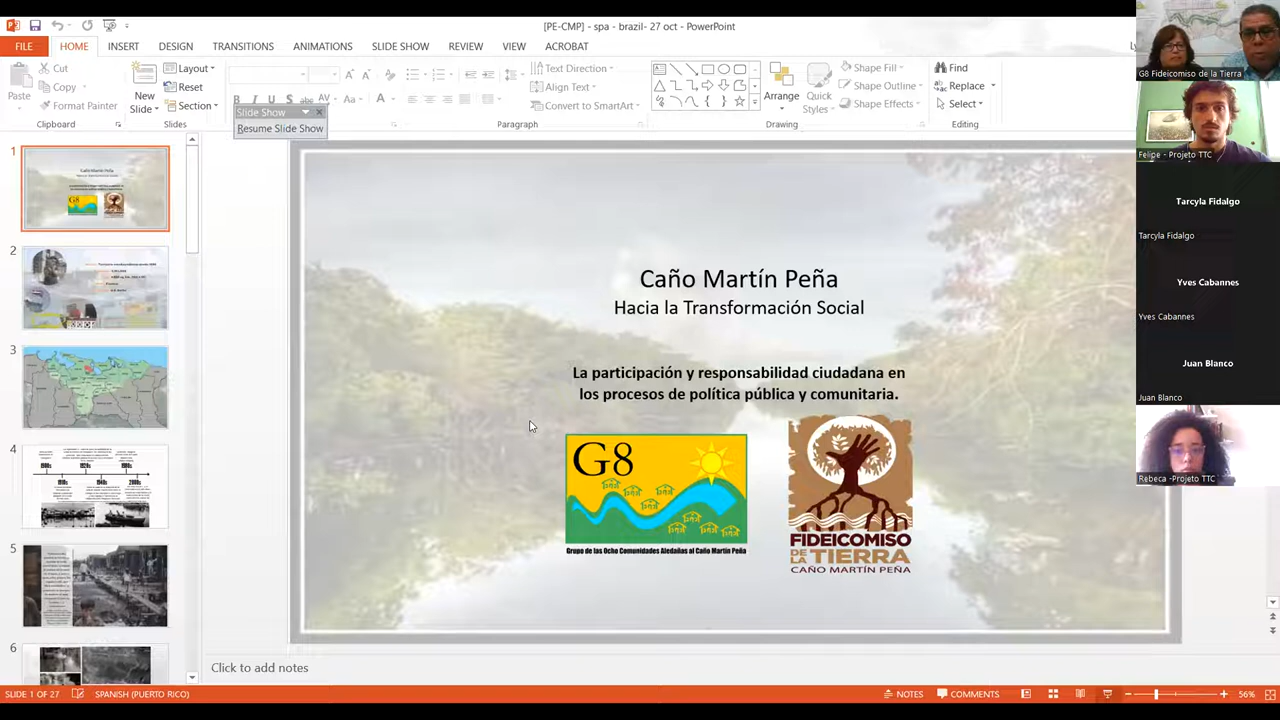 [PE-CMP] - spa - brazil- 27 oct - PowerPoint
FILE HOME INSERT DESIGN TRANSITIONS ANIMATIONS SLIDE SHOW REVIEW VIEW ACROBAT
Paste
Cut
Copy
Format Painter
Clipboard
New
Slide
Layout
Reset
Section
Slides
Slide Show
Resume Slide Show
Text Direction
Align Text
Convert to SmartArt
Paragraph
Arrange
Quick
Styles
Shape Fill
Shape Outline
Shape Effects
Drawing
Find
Replace
Select
Editing
1
2
3
4
5
6
Caño Martín Peña
Hacia la Transformación Social
La participación y responsabilidad ciudadana en
los procesos de política pública y comunitaria.
G8
Grupo de las Ocho Comunidades Aledañas al Caño Martín Peña
FIDEICOMISO
DE LA TIERRA
CAÑO MARTÍN PEÑA
Click to add notes
SLIDE 1 OF 27 SPANISH (PUERTO RICO) NOTES COMMENTS 56%
G8 Fideicomiso de la Tierra
Felipe - Projeto TTC
Tarcyla Fidalgo
Tarcyla Fidalgo
Yves Cabannes
Yves Cabannes
Juan Blanco
Juan Blanco
Rebeca -Projeto TTC